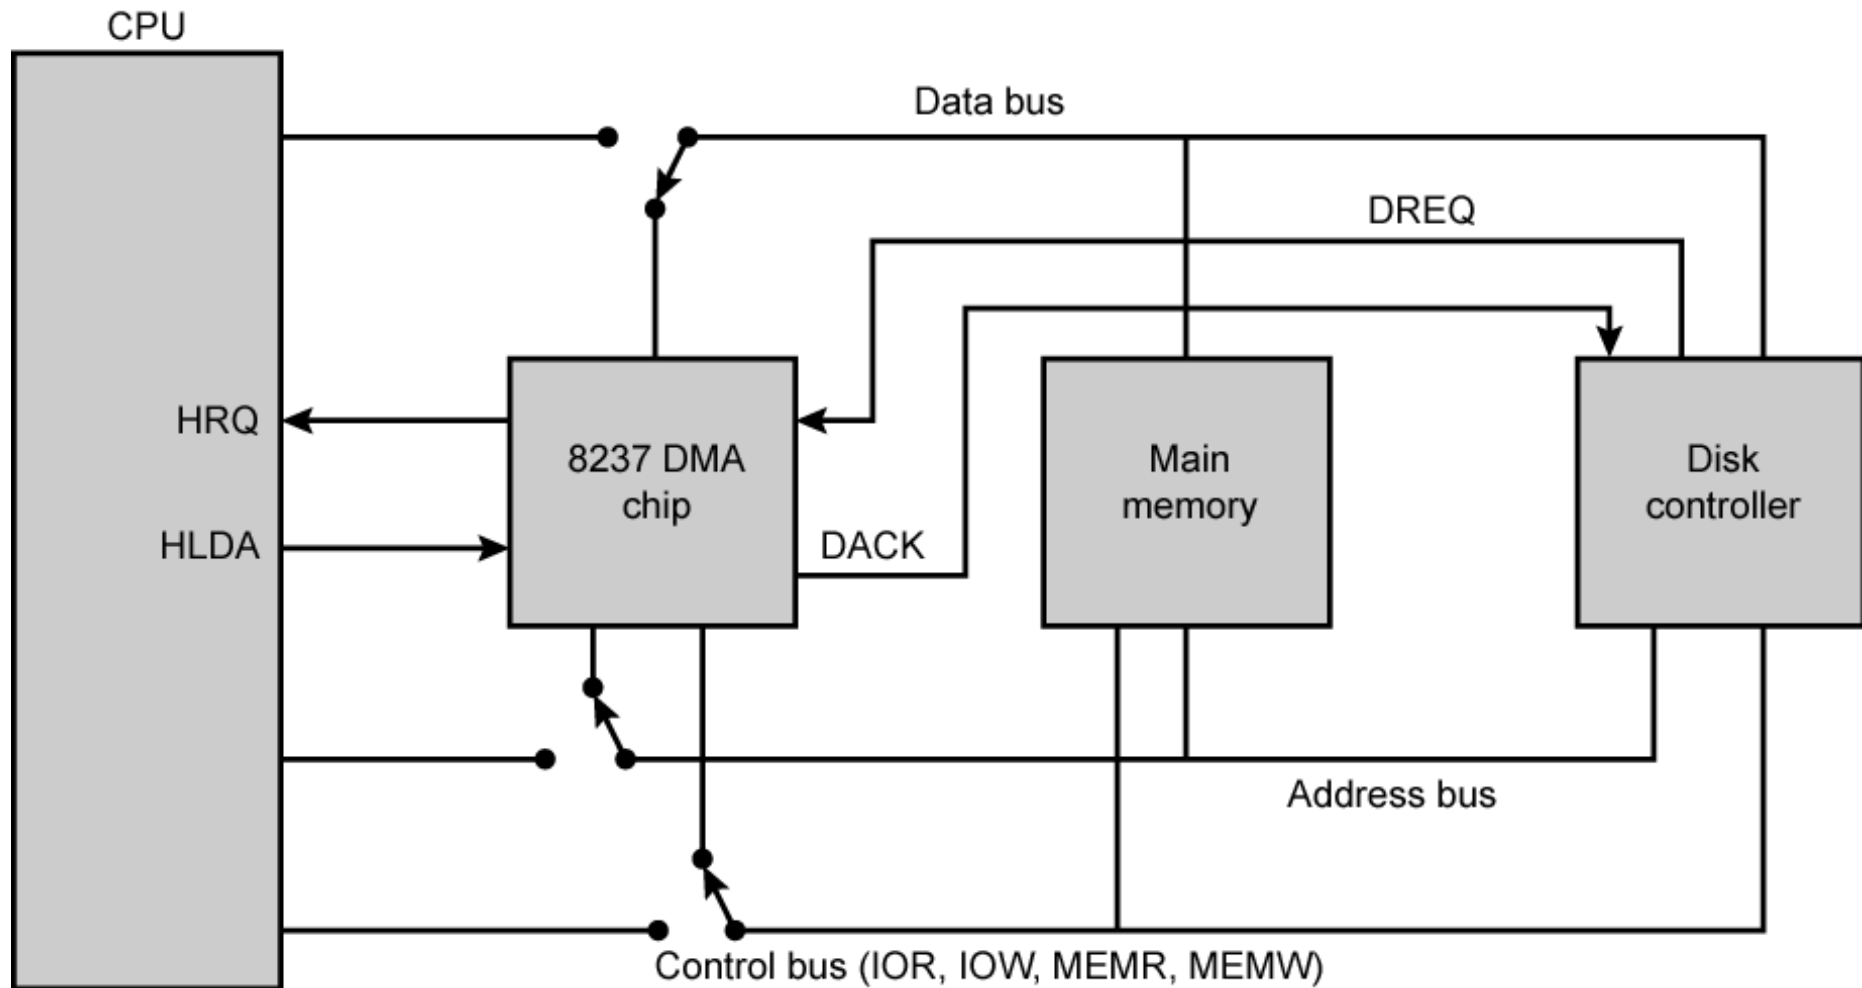 CPU
Data bus
DREQ
HRQ
8237 DMA
chip
Main
memory
Disk
controller
HLDA
DACK
Address bus
Control bus (IOR, IOW, MEMR, MEMW)